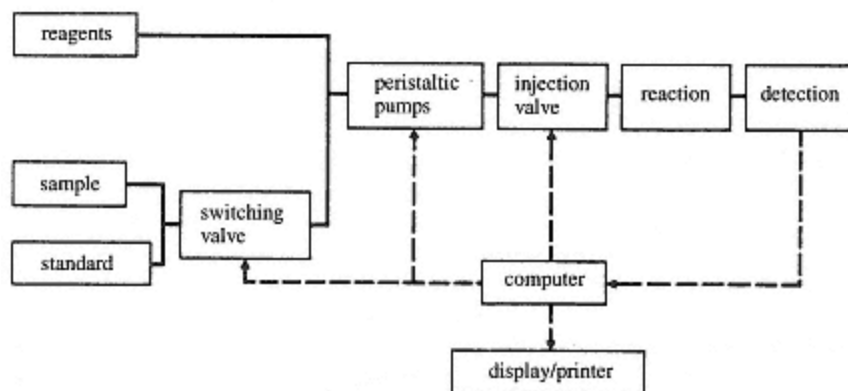 reagents
peristaltic
pumps
injection
valve
reaction
detection
sample
switching
valve
standard
computer
display/printer